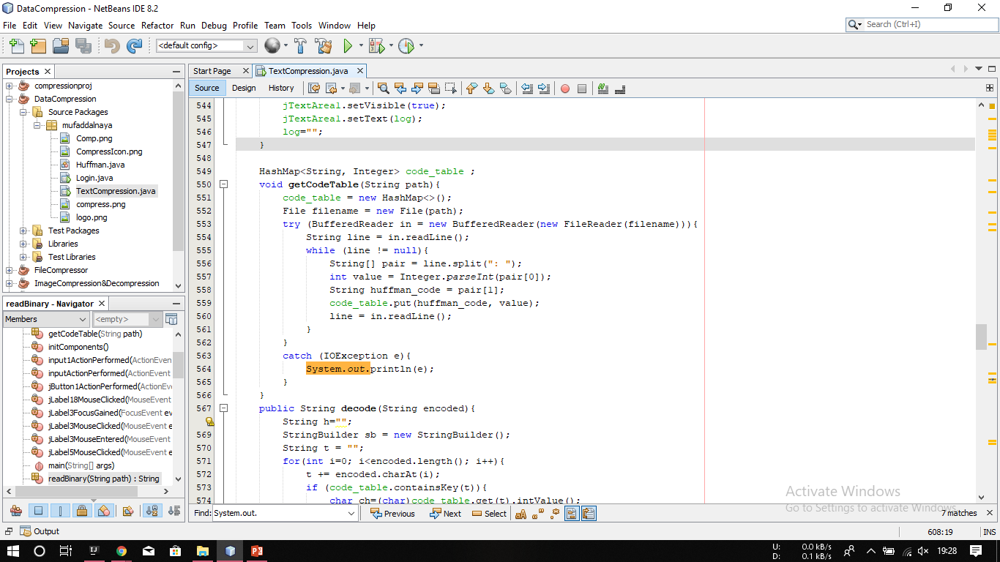 DataCompression - NetBeans IDE 8.2
File Edit View Navigate Source Refactor Run Debug Profile Team Tools Window Help
Search (Ctrl+I)
<default config>
Projects
compressionproj
DataCompression
Source Packages
mufaddalnaya
Comp.png
CompressIcon.png
Huffman.java
Login.java
TextCompression.java
compress.png
logo.png
Test Packages
Libraries
Test Libraries
FileCompressor
ImageCompression&Decompression
readBinary - Navigator
Members <empty>
getCodeTable(String path)
initComponents()
input1ActionPerformed(ActionEven
inputActionPerformed(ActionEvent
jButton1ActionPerformed(ActionEv
jLabel18MouseClicked(MouseEvent
jLabel3FocusGained(FocusEvent ev
jLabel3MouseClicked(MouseEvent e
jLabel3MouseEntered(MouseEvent
jLabel5MouseClicked(MouseEvent e
main(String[] args)
readBinary(String path) : String
Start Page TextCompression.java
Source Design History
544 jTextArea1.setVisible(true);
545 jTextArea1.setText(log);
546 log="";
547 }
548
549 HashMap<String, Integer> code_table ;
550 void getCodeTable(String path){
551 code_table = new HashMap<>();
552 File filename = new File(path);
553 try (BufferedReader in = new BufferedReader(new FileReader(filename))){
554 String line = in.readLine();
555 while (line != null){
556 String[] pair = line.split(": ");
557 int value = Integer.parseInt(pair[0]);
558 String huffman_code = pair[1];
559 code_table.put(huffman_code, value);
560 line = in.readLine();
561 }
562 }
563 catch (IOException e){
564 System.out.println(e);
565 }
566 }
567 public String decode(String encoded){
String h="";
569 StringBuilder sb = new StringBuilder();
570 String t = "";
571 for(int i=0; i<encoded.length(); i++){
572 t += encoded.charAt(i);
573 if (code_table.containsKey(t)){
574 char ch=(char)code_table.get(t).intValue();
Activate Windows
Go to Settings to activate Windows.
Find: System.out. Previous Next Select aA 7 matches
Output
608:19 INS
IJ
U: 0.0 kB/s
D: 0.1 kB/s
19:28